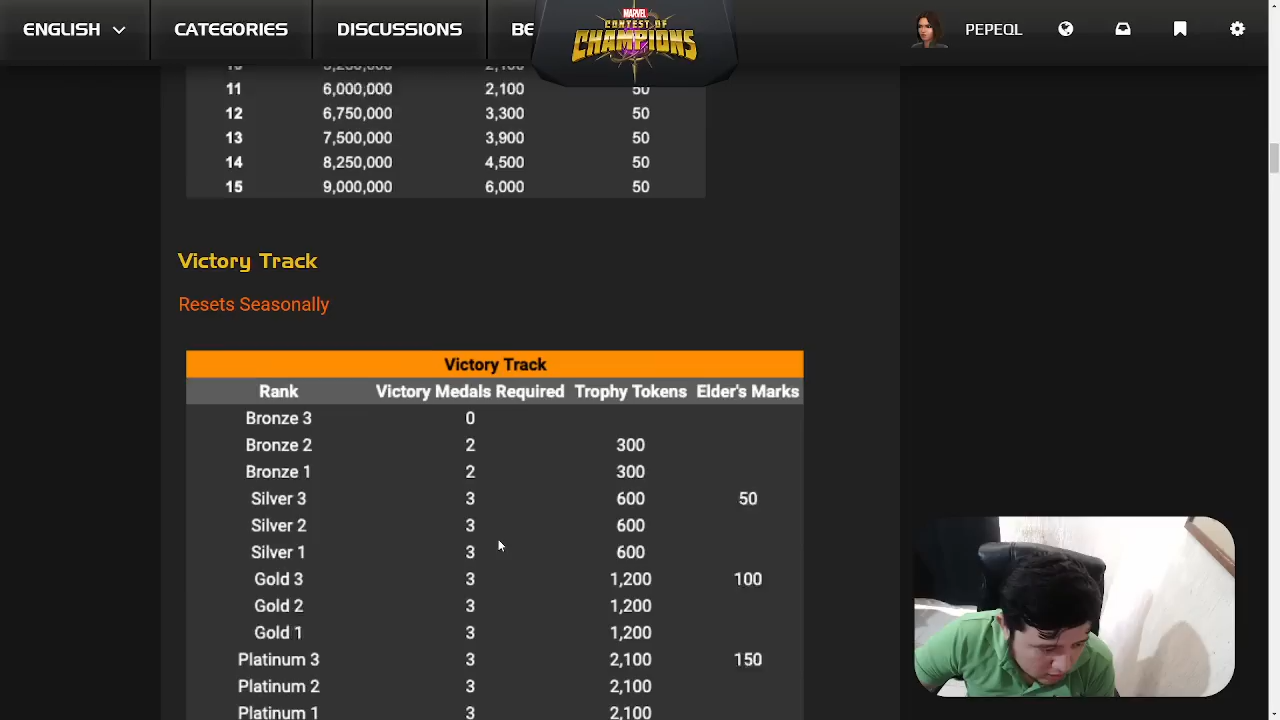 ENGLISH CATEGORIES DISCUSSIONS BE
MARVEL
CONTEST OF
CHAMPIONS
PEPEQL
11 6,000,000 2,100 50
12 6,750,000 3,300 50
13 7,500,000 3,900 50
14 8,250,000 4,500 50
15 9,000,000 6,000 50
Victory Track
Resets Seasonally
Victory Track
Rank Victory Medals Required Trophy Tokens Elder's Marks
Bronze 3 0
Bronze 2 2 300
Bronze 1 2 300
Silver 3 3 600 50
Silver 2 3 600
Silver 1 3 600
Gold 3 3 1,200 100
Gold 2 3 1,200
Gold 1 3 1,200
Platinum 3 3 2,100 150
Platinum 2 3 2,100
Platinum 1 3 2,100